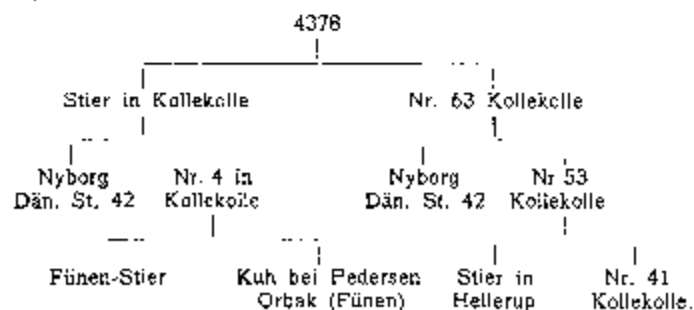 4378
Stier in Kollekolle Nr. 63 Kollekolle
Nyborg Nr. 4 in Nyborg Nr 53
Dän. St. 42 Kollekolle Dän. St. 42 Kollekolle
Fünen-Stier Kuh bei Pedersen Stier in Nr. 41
Orbak (Fünen) Hellerup Kollekolle.